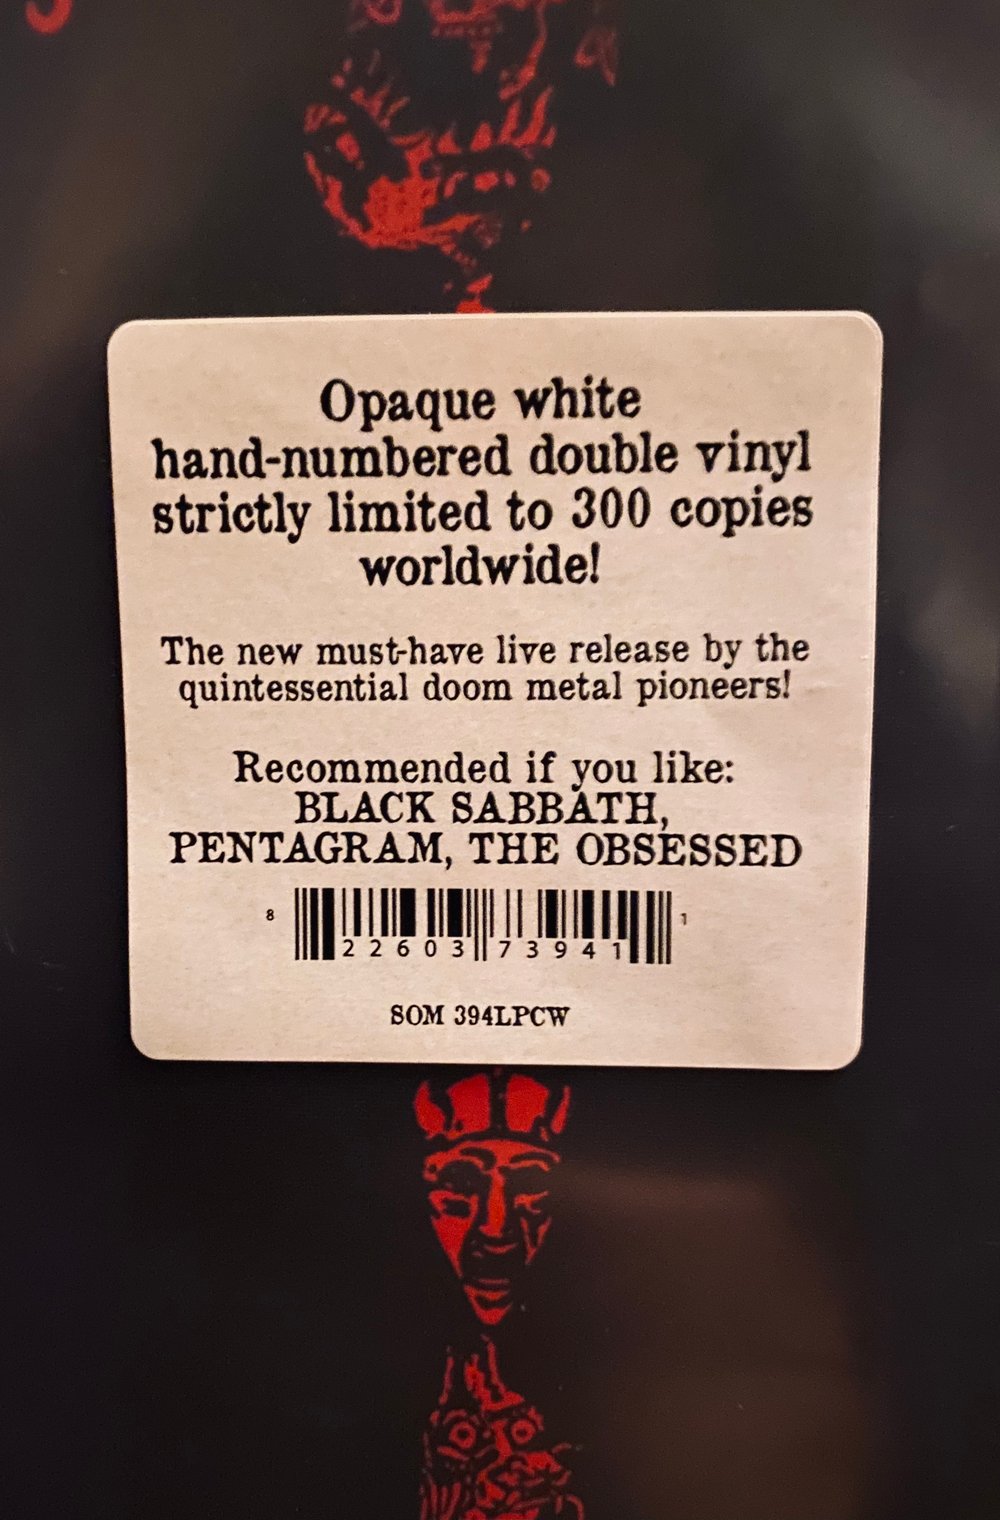 Opaque white
hand-numbered double vinyl
strictly limited to 300 copies
worldwide!
The new must-have live release by the
quintessential doom metal pioneers!
Recommended if you like:
BLACK SABBATH,
PENTAGRAM, THE OBSESSED
8 22603 73941 1
SOM 394LPCW